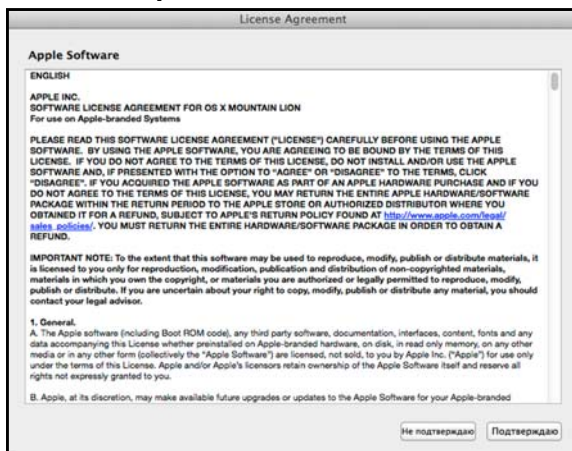 License Agreement
Apple Software
ENGLISH
APPLE INC.
SOFTWARE LICENSE AGREEMENT FOR OS X MOUNTAIN LION
For use on Apple-branded Systems
PLEASE READ THIS SOFTWARE LICENSE AGREEMENT ("LICENSE") CAREFULLY BEFORE USING THE APPLE
SOFTWARE. BY USING THE APPLE SOFTWARE, YOU ARE AGREEING TO BE BOUND BY THE TERMS OF THIS
LICENSE. IF YOU DO NOT AGREE TO THE TERMS OF THIS LICENSE, DO NOT INSTALL AND/OR USE THE APPLE
SOFTWARE AND, IF PRESENTED WITH THE OPTION TO "AGREE" OR "DISAGREE" TO THE TERMS, CLICK
"DISAGREE". IF YOU ACQUIRED THE APPLE SOFTWARE AS PART OF AN APPLE HARDWARE PURCHASE AND IF YOU
DO NOT AGREE TO THE TERMS OF THIS LICENSE, YOU MAY RETURN THE ENTIRE APPLE HARDWARE/SOFTWARE
PACKAGE WITHIN THE RETURN PERIOD TO THE APPLE STORE OR AUTHORIZED DISTRIBUTOR WHERE YOU
OBTAINED IT FOR A REFUND, SUBJECT TO APPLE'S RETURN POLICY FOUND AT http://www.apple.com/legal/
sales_policies/. YOU MUST RETURN THE ENTIRE HARDWARE/SOFTWARE PACKAGE IN ORDER TO OBTAIN A
REFUND.
IMPORTANT NOTE: To the extent that this software may be used to reproduce, modify, publish or distribute materials, it
is licensed to you only for reproduction, modification, publication and distribution of non-copyrighted materials,
materials in which you own the copyright, or materials you are authorized or legally permitted to reproduce, modify,
publish or distribute. If you are uncertain about your right to copy, modify, publish or distribute any material, you should
contact your legal advisor.
1. General.
A. The Apple software (including Boot ROM code), any third party software, documentation, interfaces, content, fonts and any
data accompanying this License whether preinstalled on Apple-branded hardware, on disk, in read only memory, on any other
media or in any other form (collectively the "Apple Software") are licensed, not sold, to you by Apple Inc. ("Apple") for use only
under the terms of this License. Apple and/or Apple's licensors retain ownership of the Apple Software itself and reserve all
rights not expressly granted to you.
B. Apple, at its discretion, may make available future upgrades or updates to the Apple Software for your Apple-branded
Не подтверждаю Подтверждаю